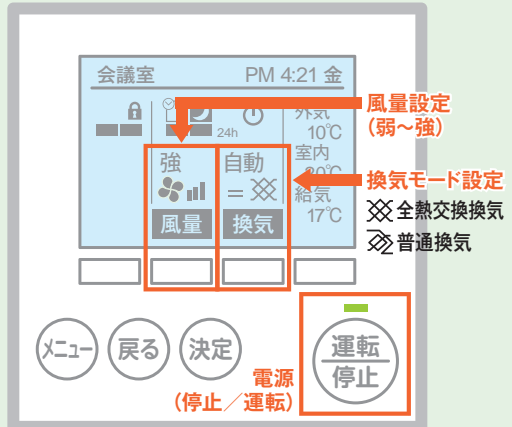 会議室 PM 4:21 金
24h
外気
10℃
室内
20℃
給気
17℃
強
自動
風量
換気
風量設定
(弱～強)
換気モード設定
全熱交換換気
普通換気
メニュー
戻る
決定
運転
停止
電源
(停止／運転)